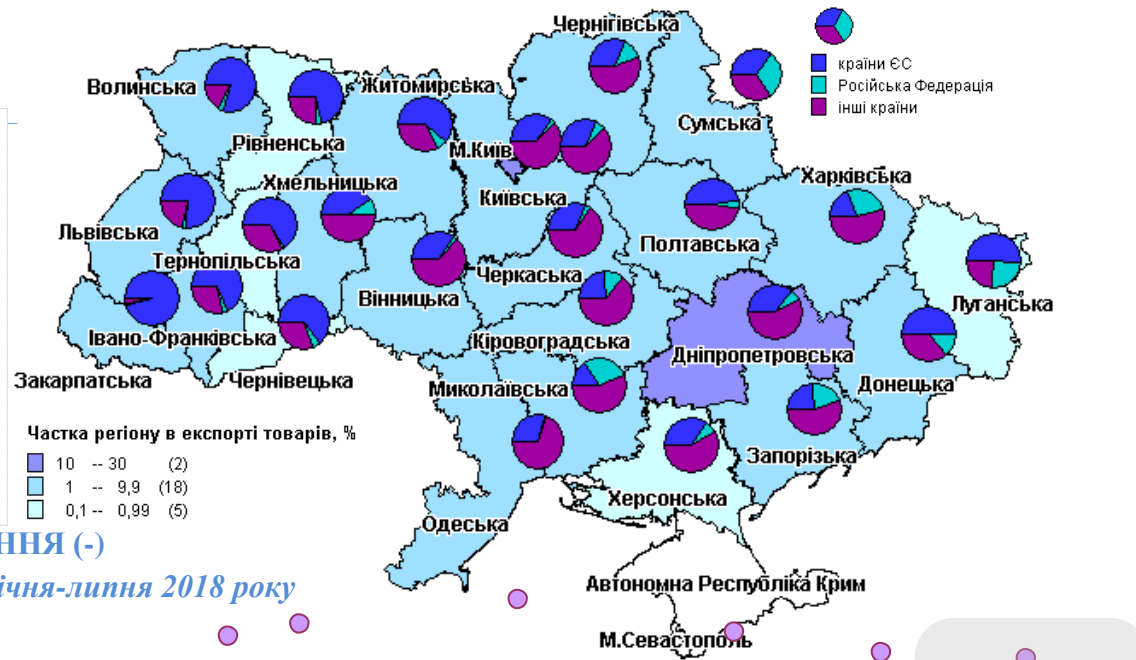 Чернігівська
країни ЄС
Російська Федерація
інші країни
Волинська
Житомирська
Сумська
Рівненська
М.Київ
Хмельницька
Харківська
Київська
Львівська
Полтавська
Тернопільська
Черкаська
Вінницька
Луганська
Івано-Франківська
Кіровоградська
Дніпропетровська
Закарпатська
Чернівецька
Миколаївська
Донецька
Частка регіону в експорті товарів, %
10 -- 30 (2)
1 -- 9,9 (18)
0,1 -- 0,99 (5)
Запорізька
Херсонська
Одеська
ННЯ (-)
ічня-липня 2018 року
Автономна Республіка Крим
М.Севастополь